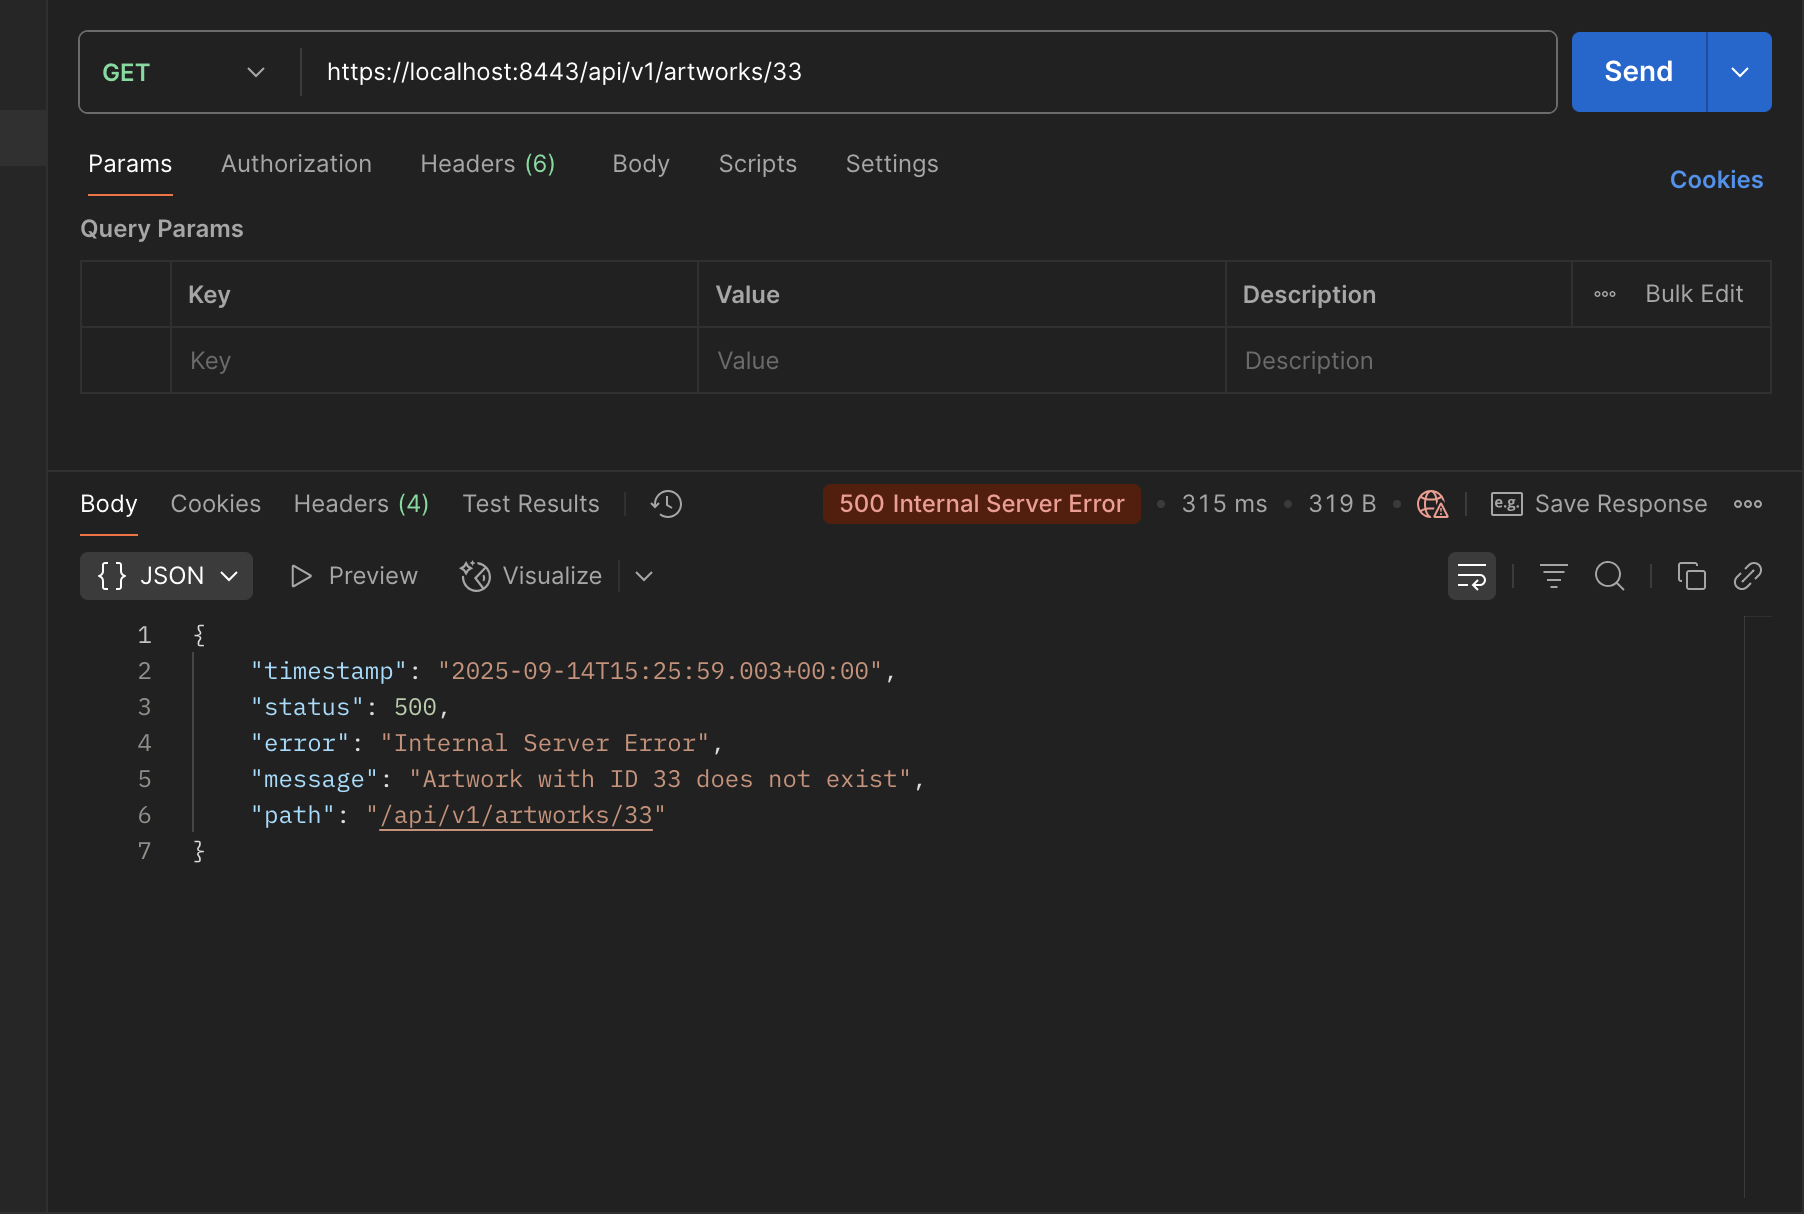 GET https://localhost:8443/api/v1/artworks/33 Send
Params Authorization Headers (6) Body Scripts Settings
Cookies
Query Params
Key Value Description Bulk Edit
Key Value Description
Body Cookies Headers (4) Test Results 500 Internal Server Error 315 ms 319 B e.g. Save Response
{} JSON Preview Visualize
1 {
2 "timestamp": "2025-09-14T15:25:59.003+00:00",
3 "status": 500,
4 "error": "Internal Server Error",
5 "message": "Artwork with ID 33 does not exist",
6 "path": "/api/v1/artworks/33"
7 }